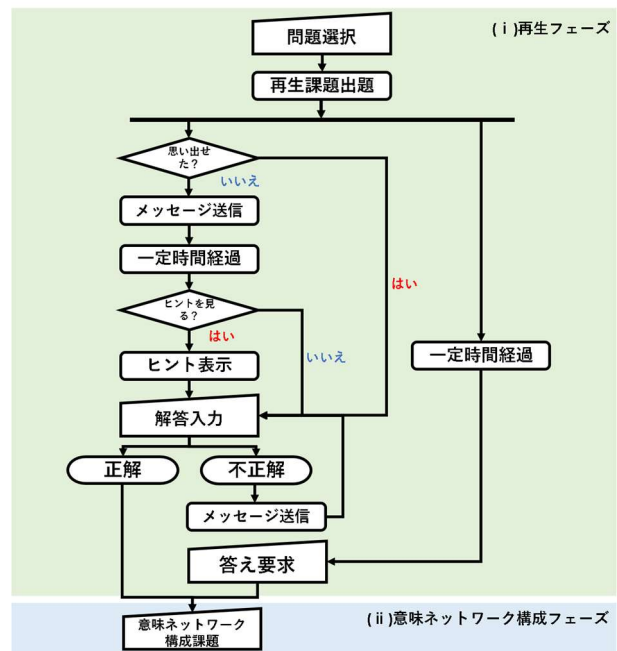 (ⅰ)再生フェーズ
問題選択
再生課題出題
思い出せ
た？
いいえ
メッセージ送信
一定時間経過
はい
ヒントを見
る？
はい
いいえ
一定時間経過
ヒント表示
解答入力
正解
不正解
メッセージ送信
答え要求
(ⅱ)意味ネットワーク構成フェーズ
意味ネットワーク
構成課題